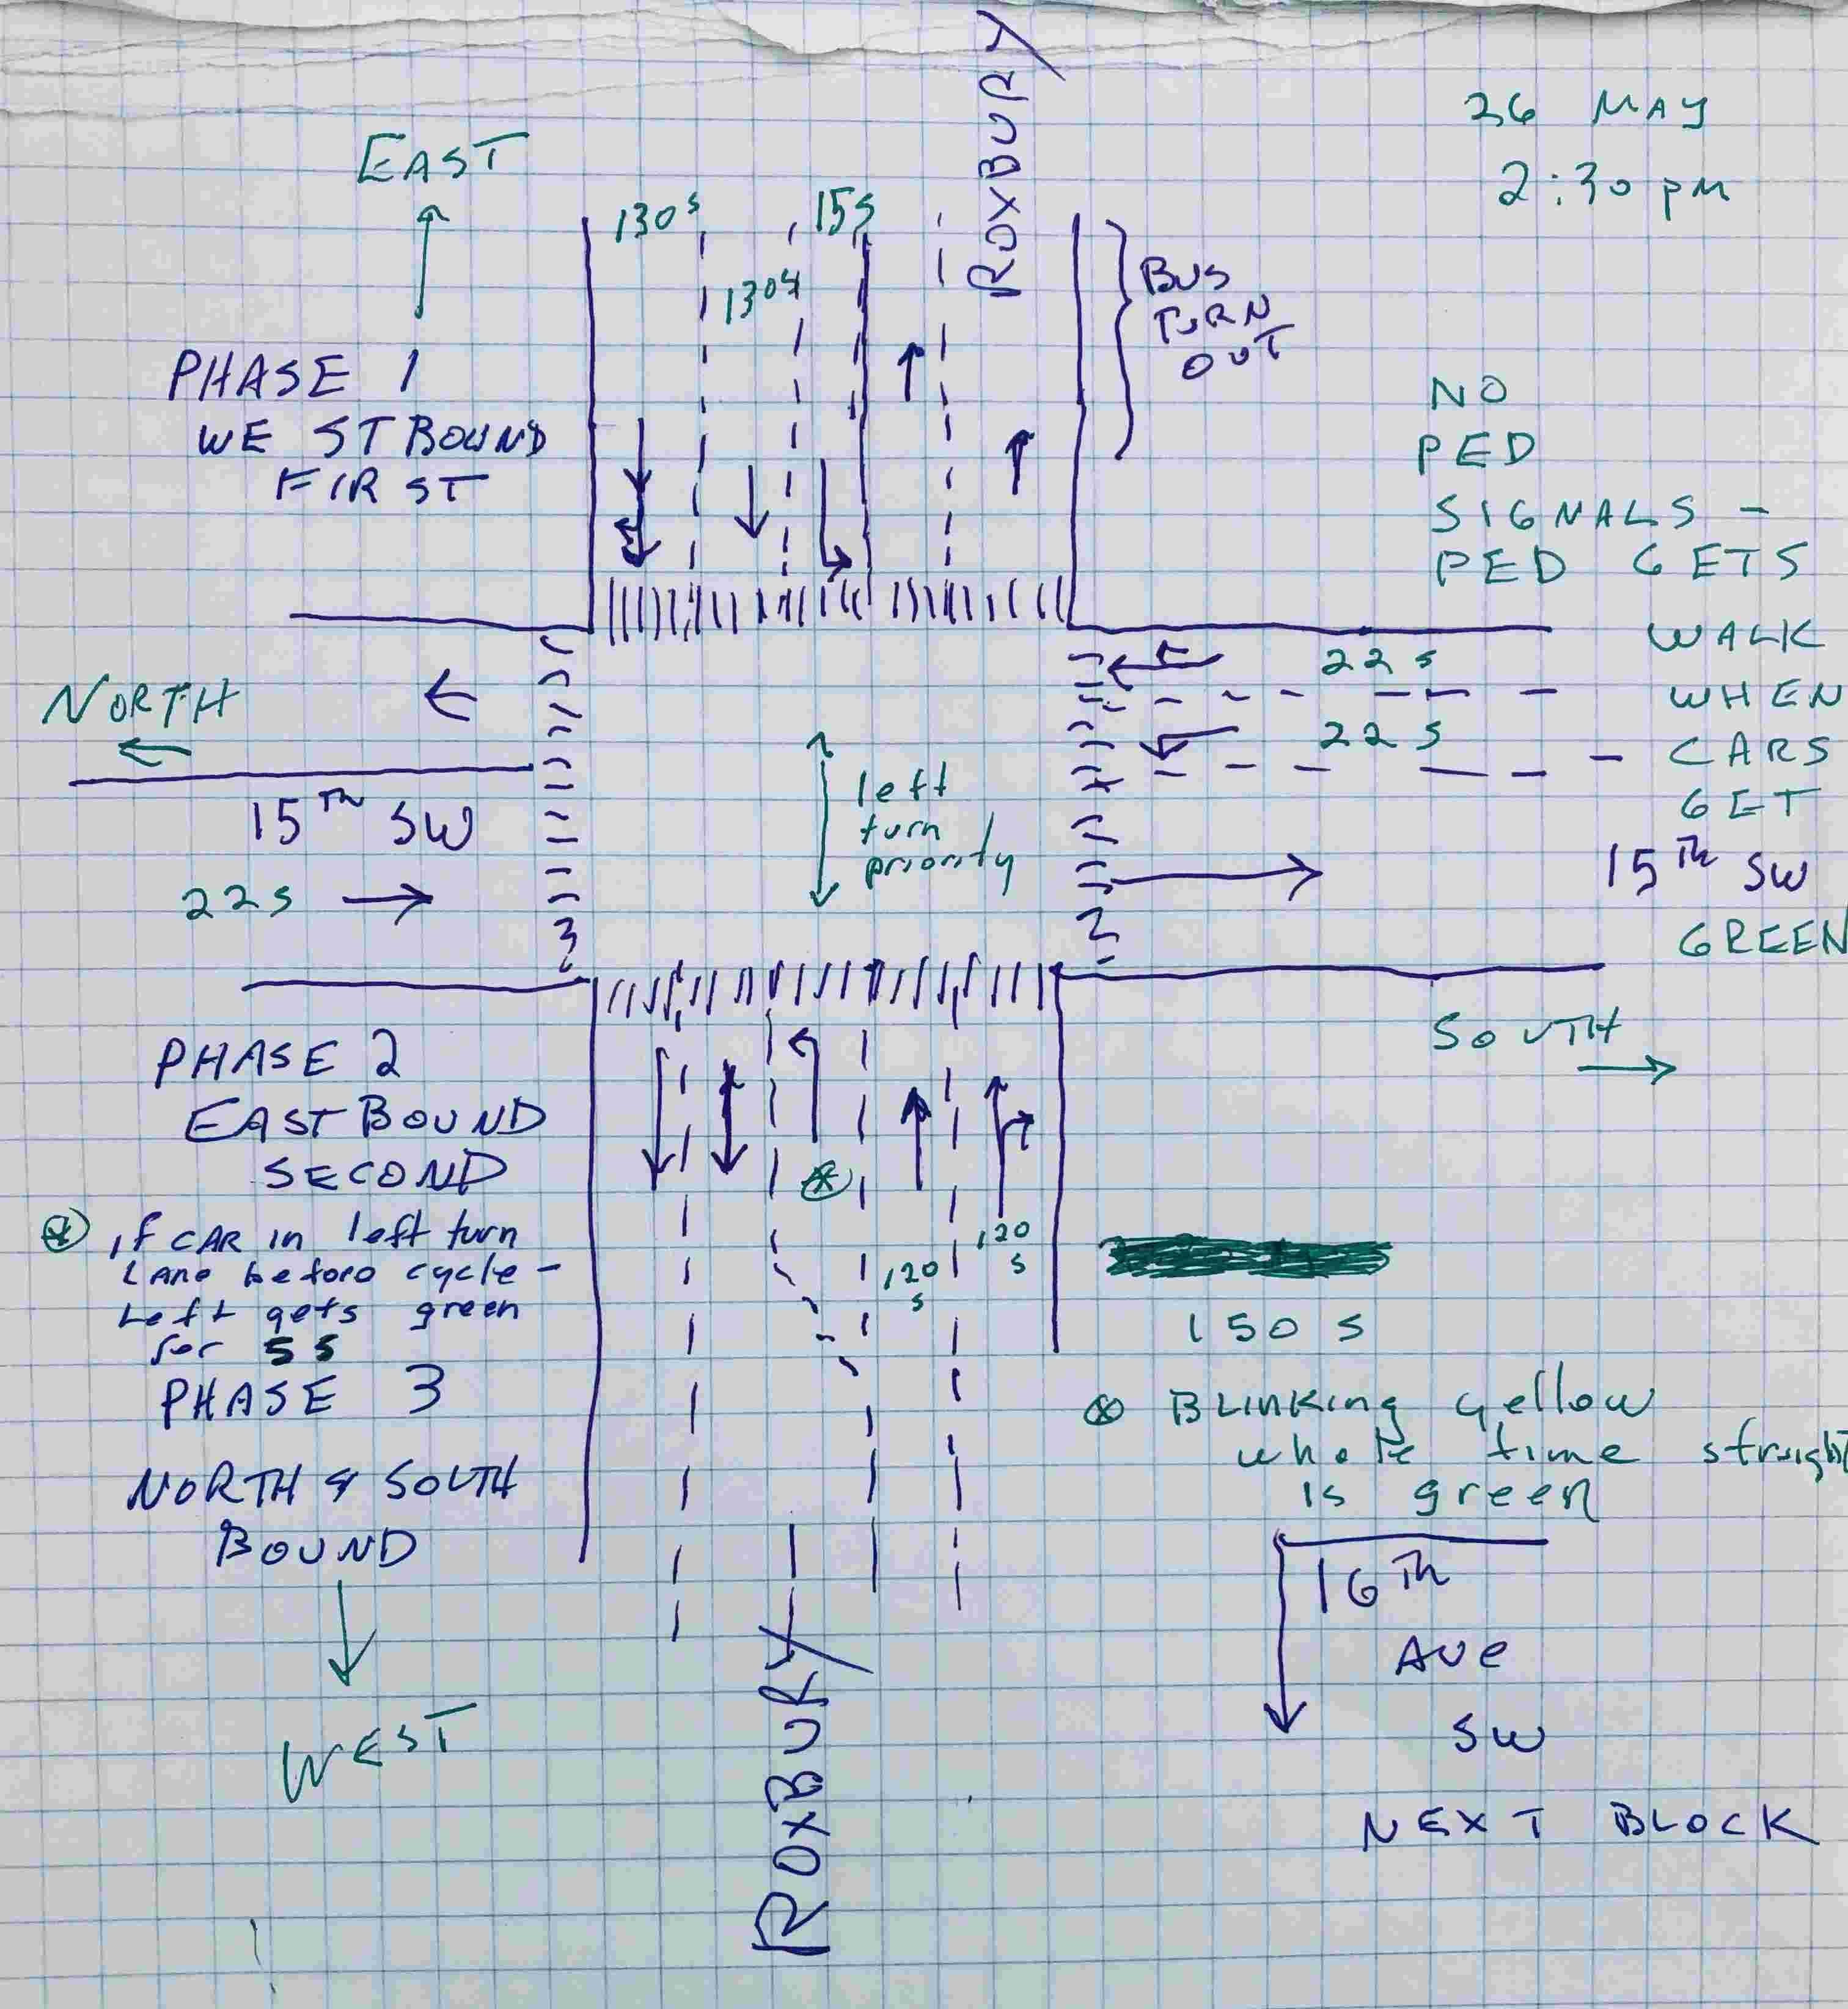 ROXBURY
26 MAY
2:30 pm
EAST
130s
15s
130s
BUS
TURN
OUT
PHASE 1
WESTBOUND
FIRST
NO
PED
SIGNALS -
PED GETS
WALK
WHEN
CARS
GET
GREEN
22s
22s
NORTH
15TH SW
22s
left
turn
priority
15TH SW
SOUTH
PHASE 2
EASTBOUND
SECOND
* if CAR in left turn
Lane before cycle -
Left gets green
for 5s
*
120
s
120
s
150s
PHASE 3
NORTH & SOUTH
BOUND
* BLINKING yellow
whole time straight
is green
16TH
AVE
SW
NEXT BLOCK
WEST
ROXBURY